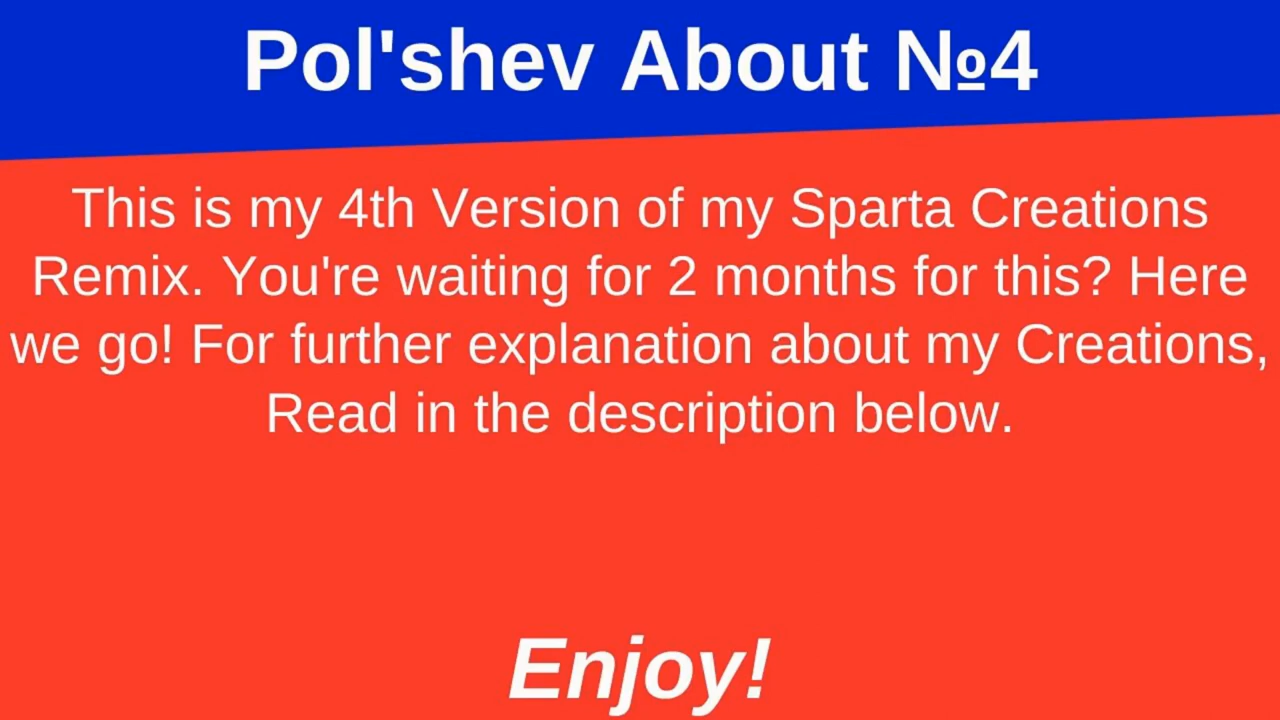 Pol'shev About №4
This is my 4th Version of my Sparta Creations
Remix. You're waiting for 2 months for this? Here
we go! For further explanation about my Creations,
Read in the description below.
Enjoy!